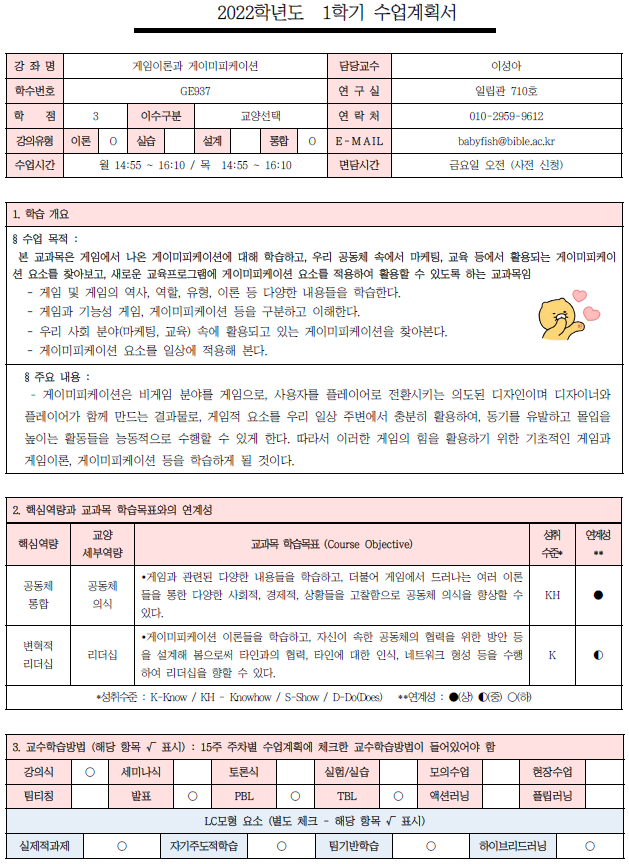 2022학년도 1학기 수업계획서
강 좌 명 게임이론과 게이미피케이션 담당교수 이성아
학수번호 GE937 연 구 실 일립관 710호
학 점 3 이수구분 교양선택 연 락 처 010-2959-9612
강의유형 이론 O 실습 설계 통합 O E-MAIL babyfish@bible.ac.kr
수업시간 월 14:55 ~ 16:10 / 목 14:55 ~ 16:10 면담시간 금요일 오전 (사전 신청)
1. 학습 개요
§ 수업 목적 :
본 교과목은 게임에서 나온 게이미피케이션에 대해 학습하고, 우리 공동체 속에서 마케팅, 교육 등에서 활용되는 게이미피케이
션 요소를 찾아보고, 새로운 교육프로그램에 게이미피케이션 요소를 적용하여 활용할 수 있도록 하는 교과목임
- 게임 및 게임의 역사, 역할, 유형, 이론 등 다양한 내용들을 학습한다.
- 게임과 기능성 게임, 게이미피케이션 등을 구분하고 이해한다.
- 우리 사회 분야(마케팅, 교육) 속에 활용되고 있는 게이미피케이션을 찾아본다.
- 게이미피케이션 요소를 일상에 적용해 본다.
§ 주요 내용 :
- 게이미피케이션은 비게임 분야를 게임으로, 사용자를 플레이어로 전환시키는 의도된 디자인이며 디자이너와
플레이어가 함께 만드는 결과물로, 게임적 요소를 우리 일상 주변에서 충분히 활용하여, 동기를 유발하고 몰입을
높이는 활동들을 능동적으로 수행할 수 있게 한다. 따라서 이러한 게임의 힘을 활용하기 위한 기초적인 게임과
게임이론, 게이미피케이션 등을 학습하게 될 것이다.
2. 핵심역량과 교과목 학습목표와의 연계성
핵심역량 교양 세부역량 교과목 학습목표 (Course Objective) 성취 수준* 연계성 **
공동체 통합 공동체 의식 •게임과 관련된 다양한 내용들을 학습하고, 더불어 게임에서 드러나는 여러 이론
들을 통한 다양한 사회적, 경제적, 상황들을 고찰함으로 공동체 의식을 향상할 수 KH ●
있다.
변혁적 리더십 리더십 •게이미피케이션 이론들을 학습하고, 자신이 속한 공동체의 협력을 위한 방안 등
을 설계해 봄으로써 타인과의 협력, 타인에 대한 인식, 네트워크 형성 등을 수행 K ◐
하여 리더십을 향할 수 있다.
*성취수준 : K-Know / KH - Knowhow / S-Show / D-Do(Does) **연계성 : ●(상) ◐(중) ○(하)
3. 교수학습방법 (해당 항목 √ 표시) : 15주 주차별 수업계획에 체크한 교수학습방법이 들어있어야 함
강의식 ○ 세미나식 토론식 실험/실습 모의수업 현장수업
팀티칭 발표 ○ PBL ○ TBL ○ 액션러닝 플립러닝
LC모형 요소 (별도 체크 - 해당 항목 √ 표시)
실제적과제 ○ 자기주도적학습 ○ 팀기반학습 ○ 하이브리드러닝 ○